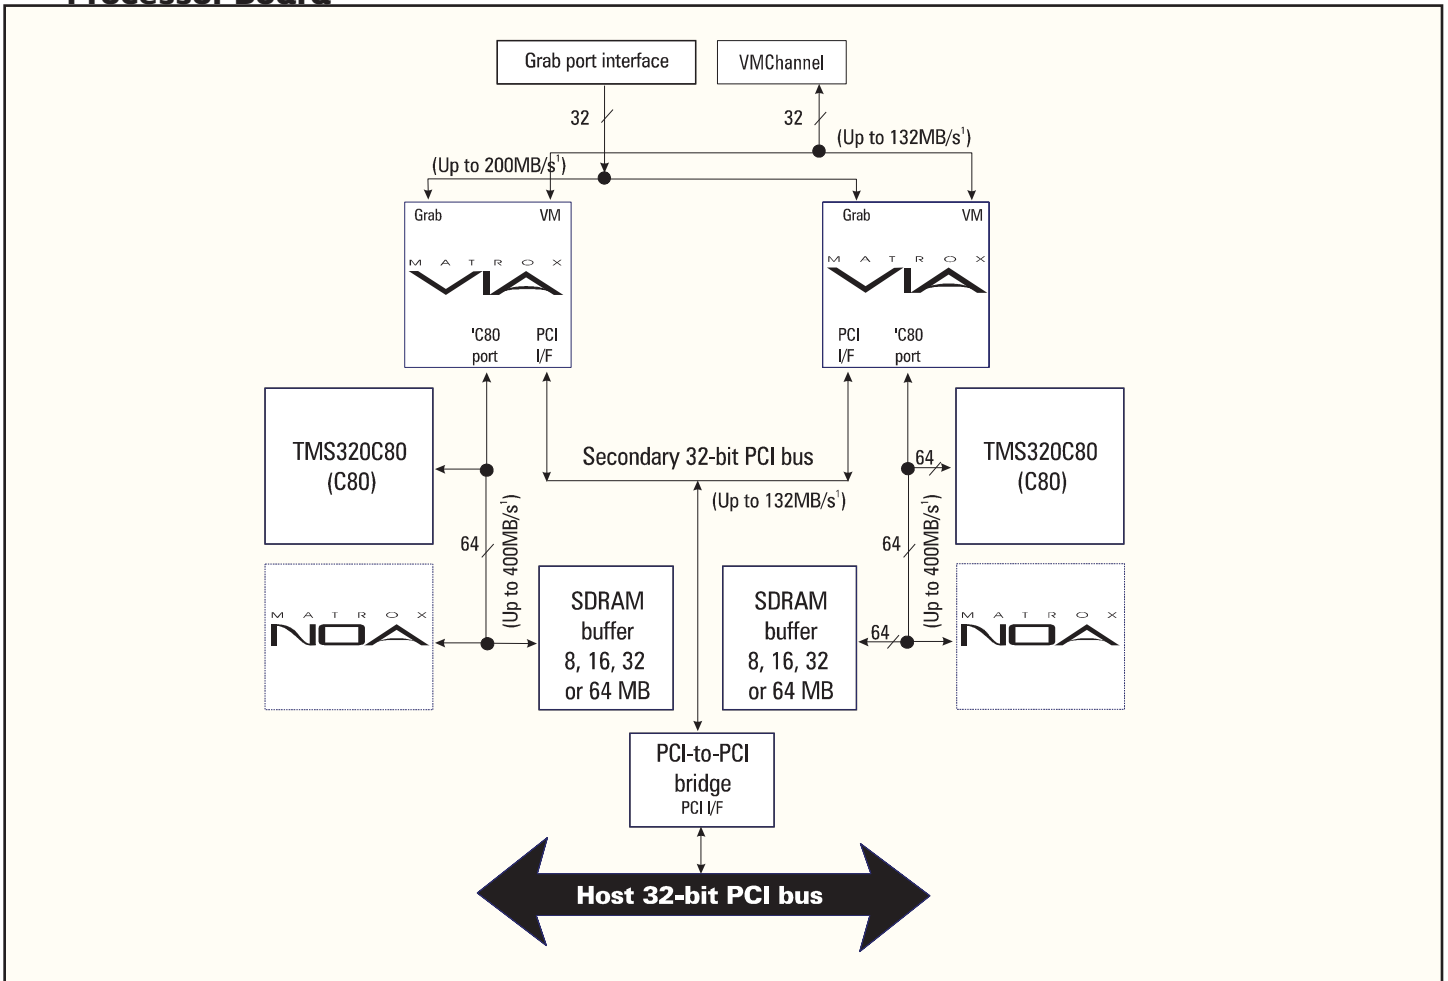 Processor Board
Grab port interface
VMChannel
32
32
(Up to 132MB/s¹)
(Up to 200MB/s¹)
Grab
VM
Grab
VM
MATROX
VIA
MATROX
VIA
'C80
port
PCI
I/F
PCI
I/F
'C80
port
TMS320C80
(C80)
Secondary 32-bit PCI bus
64
TMS320C80
(C80)
(Up to 132MB/s¹)
64
(Up to 400MB/s¹)
64
(Up to 400MB/s¹)
MATROX
NOA
SDRAM
buffer
8, 16, 32
or 64 MB
SDRAM
buffer
8, 16, 32
or 64 MB
64
MATROX
NOA
PCI-to-PCI
bridge
PCI I/F
Host 32-bit PCI bus